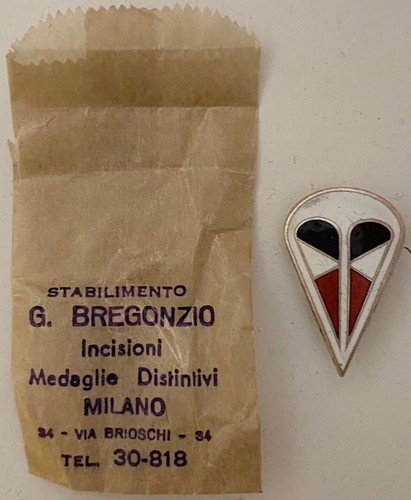 STABILIMENTO
G. BREGONZIO
Incisioni
Medaglie Distintivi
MILANO
34 - VIA BRIOSCHI - 34
TEL. 30-818